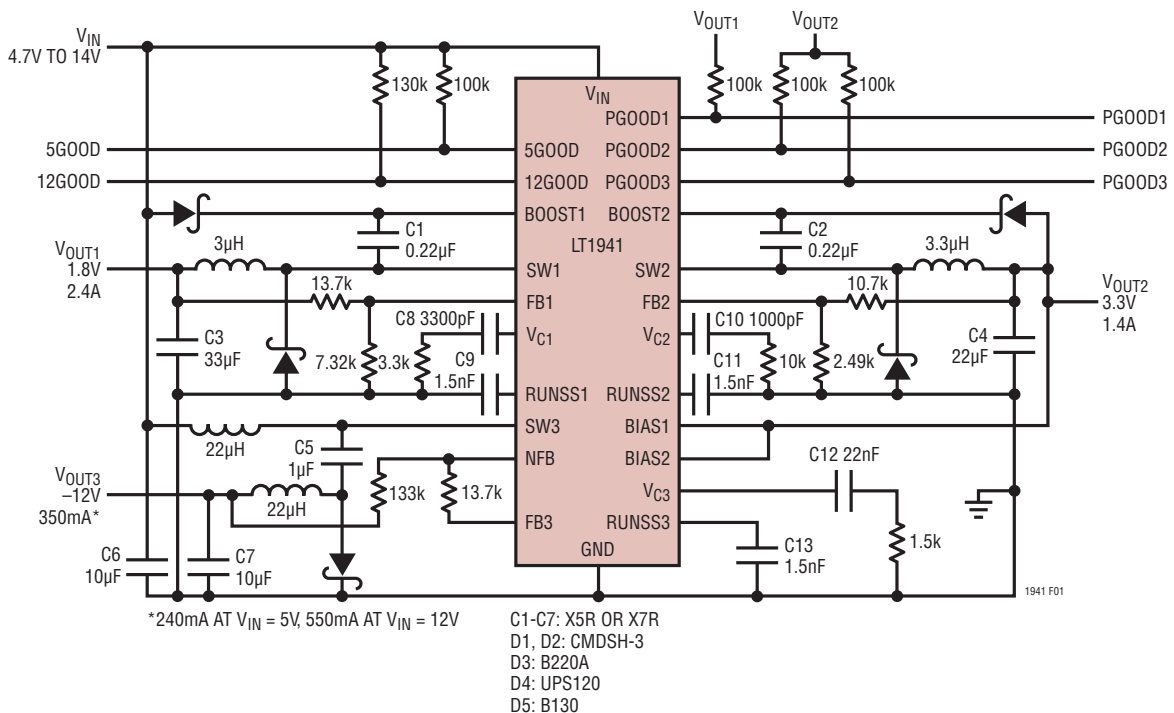 VIN
4.7V TO 14V
VOUT1
VOUT2
130k
100k
100k
100k
100k
VIN
PGOOD1
PGOOD1
5GOOD
5GOOD
PGOOD2
PGOOD2
12GOOD
12GOOD
PGOOD3
PGOOD3
BOOST1
BOOST2
LT1941
C1
0.22µF
C2
0.22µF
VOUT1
1.8V
2.4A
3µH
SW1
SW2
3.3µH
VOUT2
3.3V
1.4A
13.7k
FB1
FB2
10.7k
C8 3300pF
VC1
VC2
C10 1000pF
C3
33µF
7.32k
3.3k
C9
1.5nF
C11
1.5nF
10k
2.49k
C4
22µF
RUNSS1
RUNSS2
22µH
SW3
BIAS1
C5
1µF
NFB
BIAS2
C12 22nF
VOUT3
–12V
350mA*
22µH
133k
13.7k
VC3
FB3
RUNSS3
1.5k
C6
10µF
C7
10µF
GND
C13
1.5nF
1941 F01
*240mA AT VIN = 5V, 550mA AT VIN = 12V
C1-C7: X5R OR X7R
D1, D2: CMDSH-3
D3: B220A
D4: UPS120
D5: B130